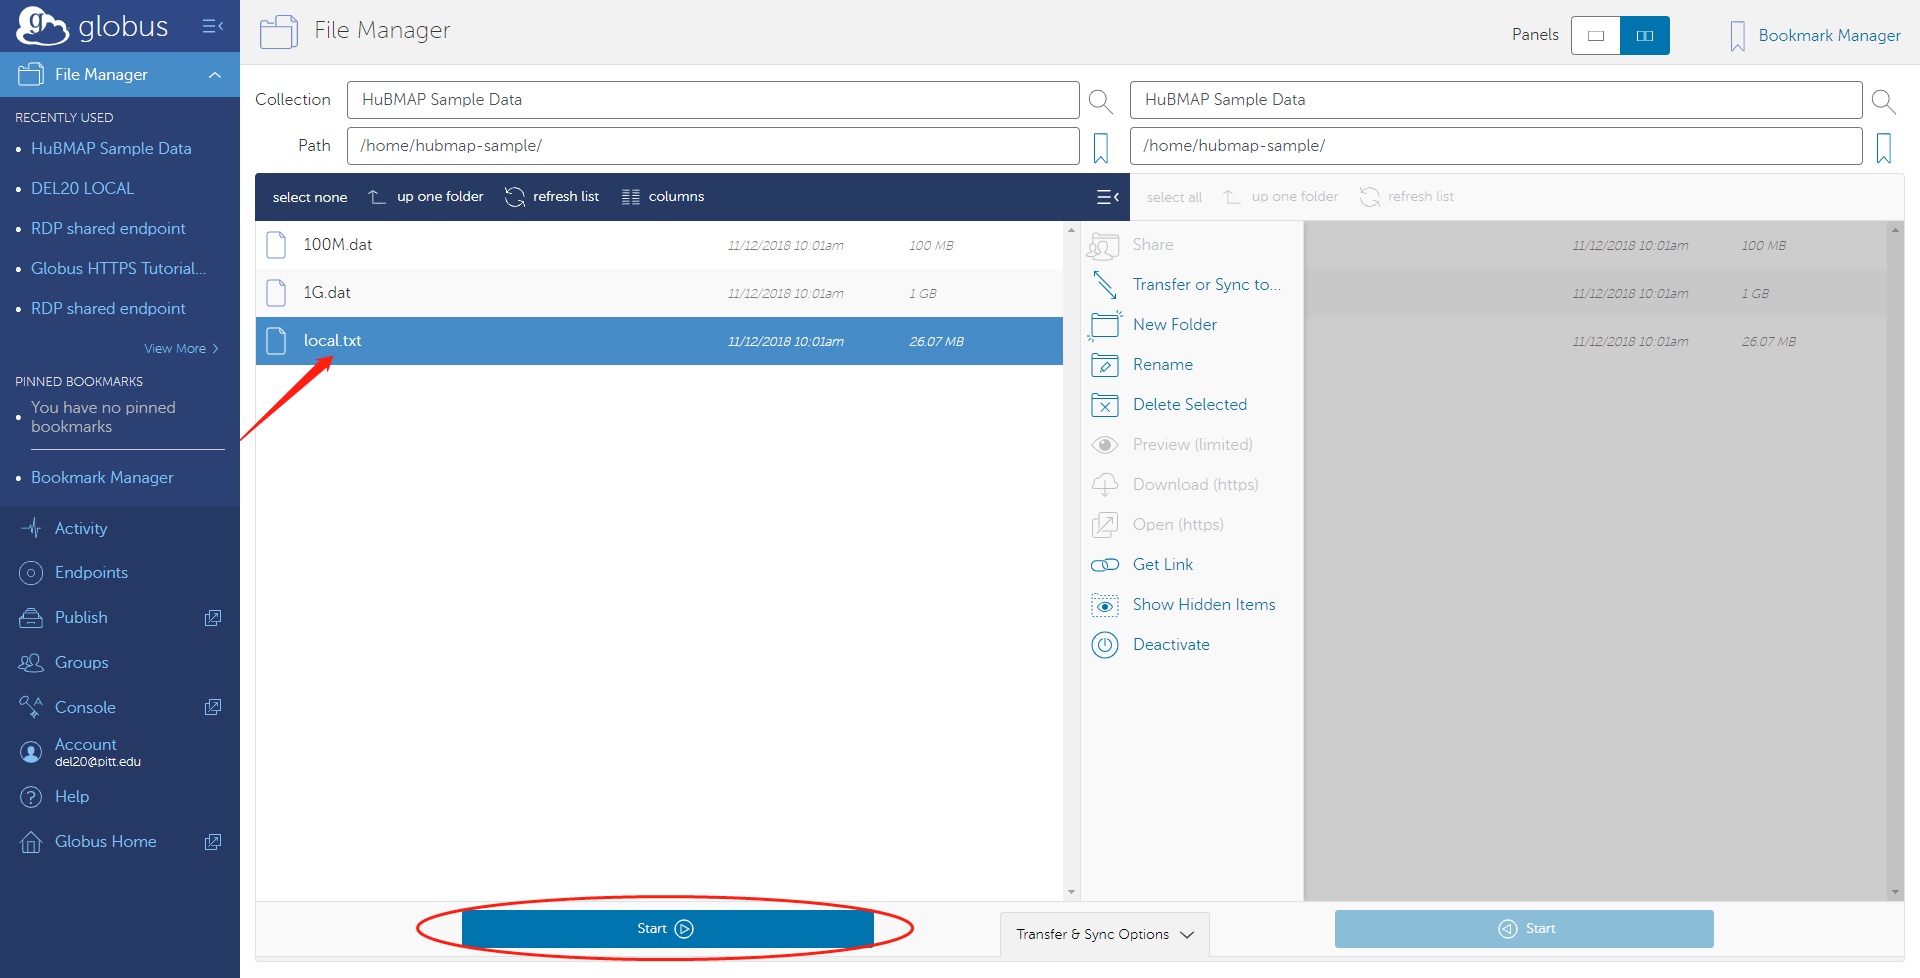 globus
File Manager
RECENTLY USED
HuBMAP Sample Data
DEL20 LOCAL
RDP shared endpoint
Globus HTTPS Tutorial...
RDP shared endpoint
View More >
PINNED BOOKMARKS
You have no pinned
bookmarks
Bookmark Manager
Activity
Endpoints
Publish
Groups
Console
Account
del20@pitt.edu
Help
Globus Home
File Manager
Panels
Bookmark Manager
Collection HuBMAP Sample Data HuBMAP Sample Data
Path /home/hubmap-sample/ /home/hubmap-sample/
select none up one folder refresh list columns
select all up one folder refresh list
100M.dat 11/12/2018 10:01am 100 MB
1G.dat 11/12/2018 10:01am 1 GB
local.txt 11/12/2018 10:01am 26.07 MB
Share
Transfer or Sync to...
New Folder
Rename
Delete Selected
Preview (limited)
Download (https)
Open (https)
Get Link
Show Hidden Items
Deactivate
11/12/2018 10:01am 100 MB
11/12/2018 10:01am 1 GB
11/12/2018 10:01am 26.07 MB
Start
Transfer & Sync Options
Start